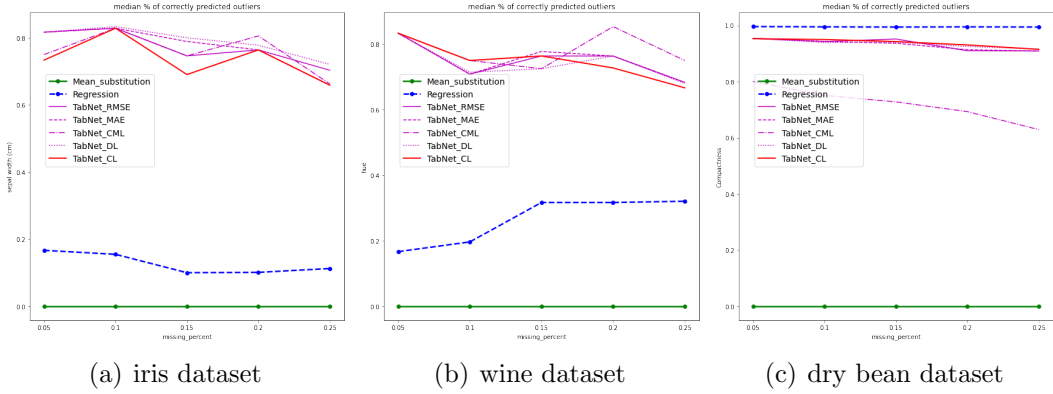 median % of correctly predicted outliers
0.8
0.6
0.4
0.2
0.0
sepal width (cm)
Mean_substitution
Regression
TabNet_RMSE
TabNet_MAE
TabNet_CML
TabNet_DL
TabNet_CL
0.05 0.1 0.15 0.2 0.25
missing_percent
(a) iris dataset
median % of correctly predicted outliers
0.8
0.6
0.4
0.2
0.0
hue
Mean_substitution
Regression
TabNet_RMSE
TabNet_MAE
TabNet_CML
TabNet_DL
TabNet_CL
0.05 0.1 0.15 0.2 0.25
missing_percent
(b) wine dataset
median % of correctly predicted outliers
1.0
0.8
0.6
0.4
0.2
0.0
Compactness
Mean_substitution
Regression
TabNet_RMSE
TabNet_MAE
TabNet_CML
TabNet_DL
TabNet_CL
0.05 0.1 0.15 0.2 0.25
missing_percent
(c) dry bean dataset